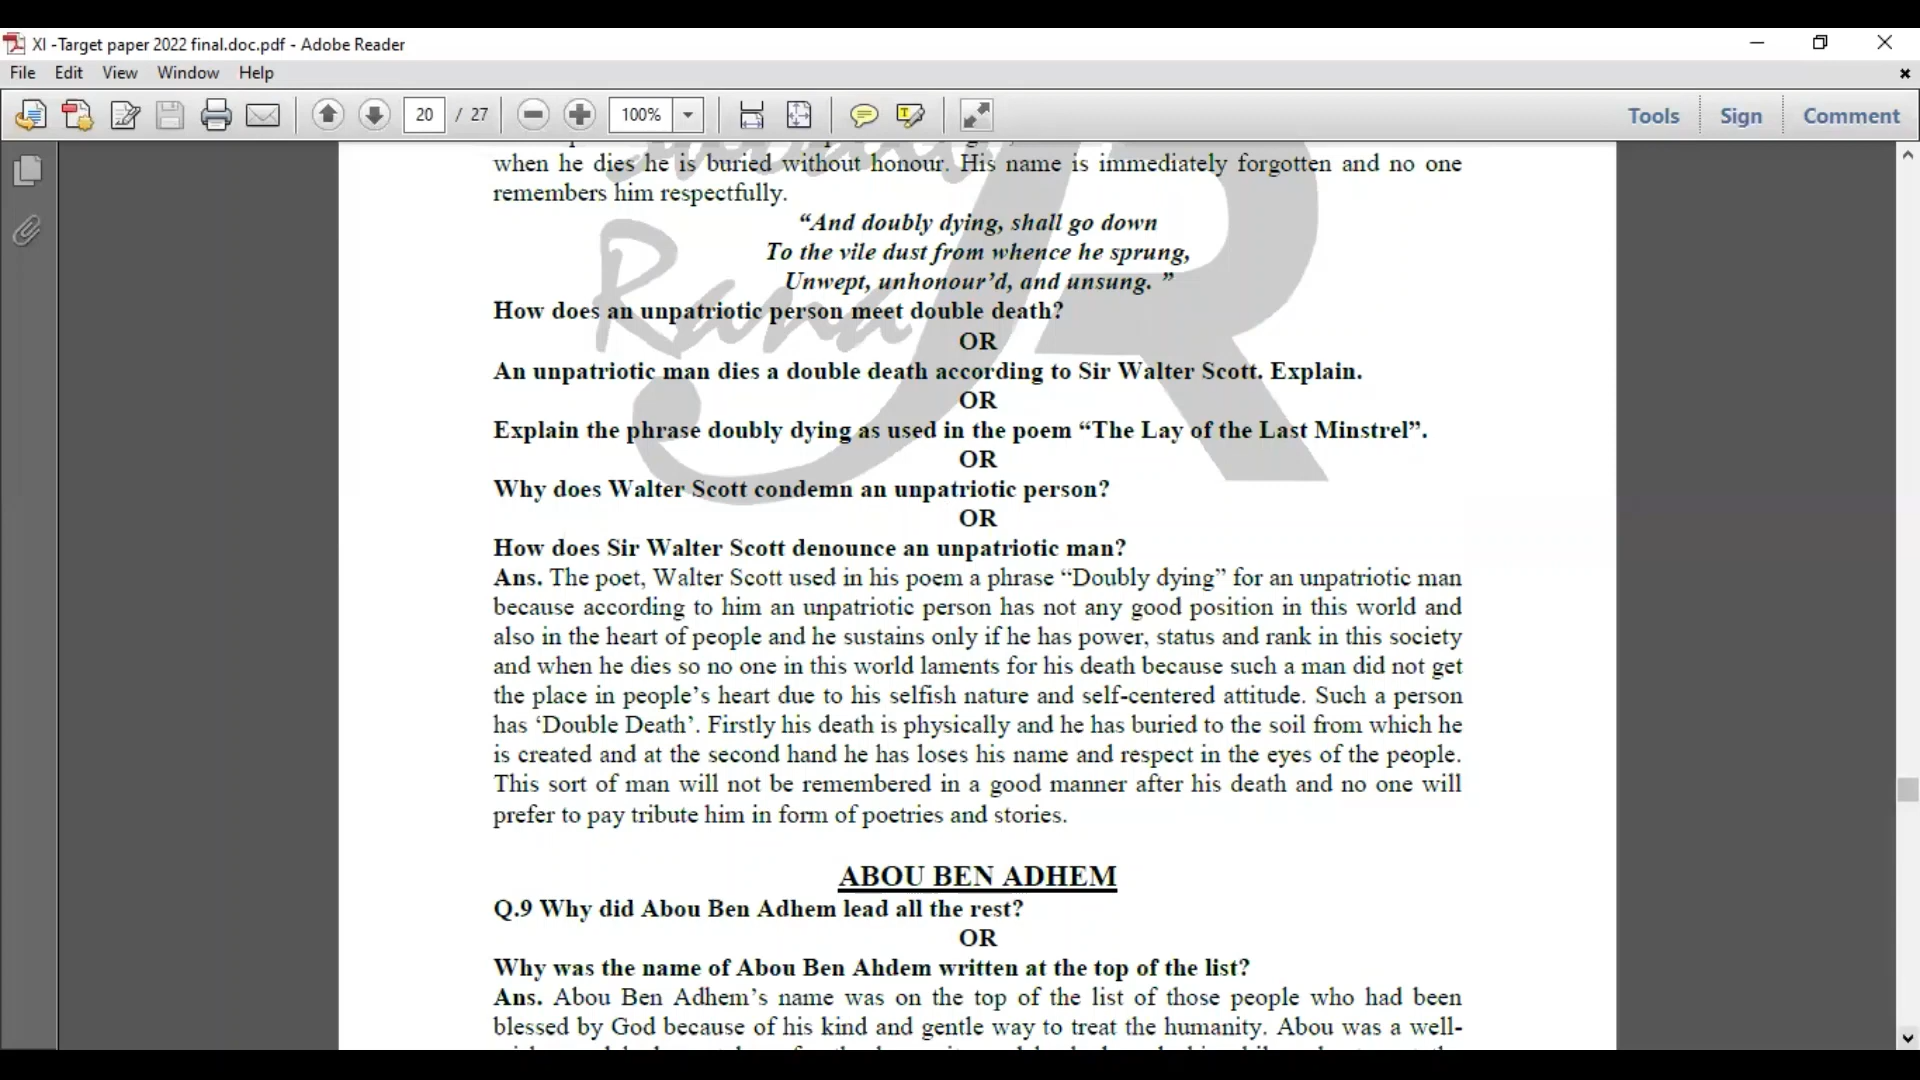 XI -Target paper 2022 final.doc.pdf - Adobe Reader
File Edit View Window Help
20 / 27 100% Tools Sign Comment
when he dies he is buried without honour. His name is immediately forgotten and no one
remembers him respectfully.
“And doubly dying, shall go down
To the vile dust from whence he sprung,
Unwept, unhonour’d, and unsung. ”
How does an unpatriotic person meet double death?
OR
An unpatriotic man dies a double death according to Sir Walter Scott. Explain.
OR
Explain the phrase doubly dying as used in the poem “The Lay of the Last Minstrel”.
OR
Why does Walter Scott condemn an unpatriotic person?
OR
How does Sir Walter Scott denounce an unpatriotic man?
Ans. The poet, Walter Scott used in his poem a phrase “Doubly dying” for an unpatriotic man
because according to him an unpatriotic person has not any good position in this world and
also in the heart of people and he sustains only if he has power, status and rank in this society
and when he dies so no one in this world laments for his death because such a man did not get
the place in people’s heart due to his selfish nature and self-centered attitude. Such a person
has ‘Double Death’. Firstly his death is physically and he has buried to the soil from which he
is created and at the second hand he has loses his name and respect in the eyes of the people.
This sort of man will not be remembered in a good manner after his death and no one will
prefer to pay tribute him in form of poetries and stories.
ABOU BEN ADHEM
Q.9 Why did Abou Ben Adhem lead all the rest?
OR
Why was the name of Abou Ben Ahdem written at the top of the list?
Ans. Abou Ben Adhem’s name was on the top of the list of those people who had been
blessed by God because of his kind and gentle way to treat the humanity. Abou was a well-
Rana
JR